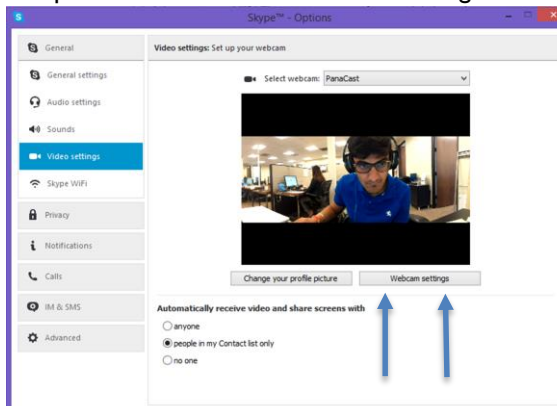 Skype™ - Options
General
General settings
Audio settings
Sounds
Video settings
Skype WiFi
Privacy
Notifications
Calls
IM & SMS
Advanced
Video settings: Set up your webcam
Select webcam: PanaCast
Change your profile picture
Webcam settings
Automatically receive video and share screens with
anyone
people in my Contact list only
no one